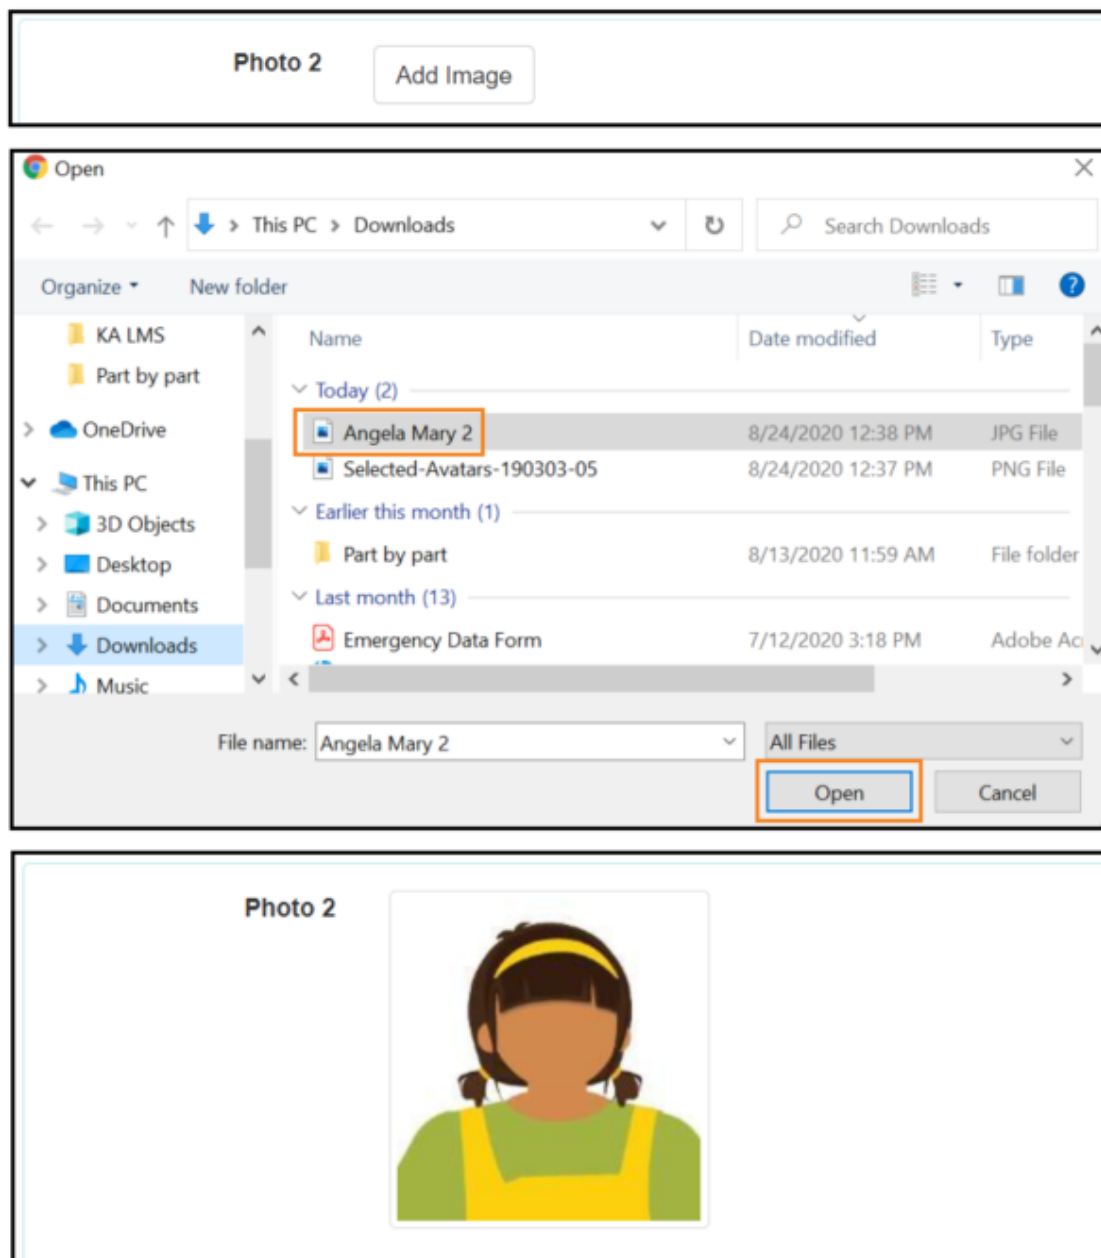 Photo 2
Add Image
Open
This PC > Downloads
Search Downloads
Organize
New folder
KA LMS
Part by part
OneDrive
This PC
3D Objects
Desktop
Documents
Downloads
Music
Name Date modified Type
Today (2)
Angela Mary 2 8/24/2020 12:38 PM JPG File
Selected-Avatars-190303-05 8/24/2020 12:37 PM PNG File
Earlier this month (1)
Part by part 8/13/2020 11:59 AM File folder
Last month (13)
Emergency Data Form 7/12/2020 3:18 PM Adobe Ac
File name: Angela Mary 2 All Files
Open Cancel
Photo 2